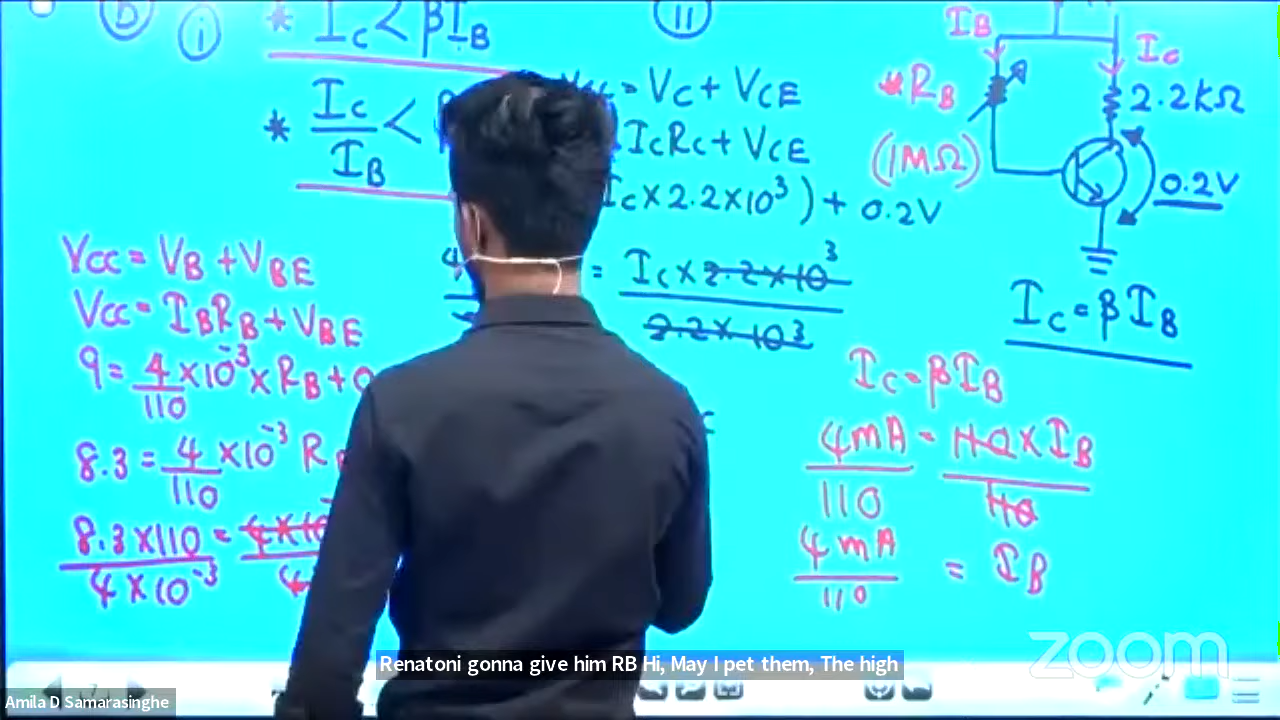 b
i
* Ic < βIB
* Ic/IB <
ii
= Vc + VCE
IcRc + VCE
Ic × 2.2×10³) + 0.2V
4 = Ic × 2.2×10³
2.2×10³
VCC = VB + VBE
VCC = IBRB + VBE
9 = 4/110 ×10⁻³ × RB + 0
8.3 = 4/110 ×10⁻³ R
8.3×110 / 4×10⁻³ = 4×10
4
IB
Ic
* RB
(1MΩ)
2.2kΩ
0.2V
Ic = βIB
Ic = βIB
4mA/110 = 110×IB/110
4mA/110 = IB
zoom
Renatoni gonna give him RB Hi, May I pet them, The high
Amila D Samarasinghe